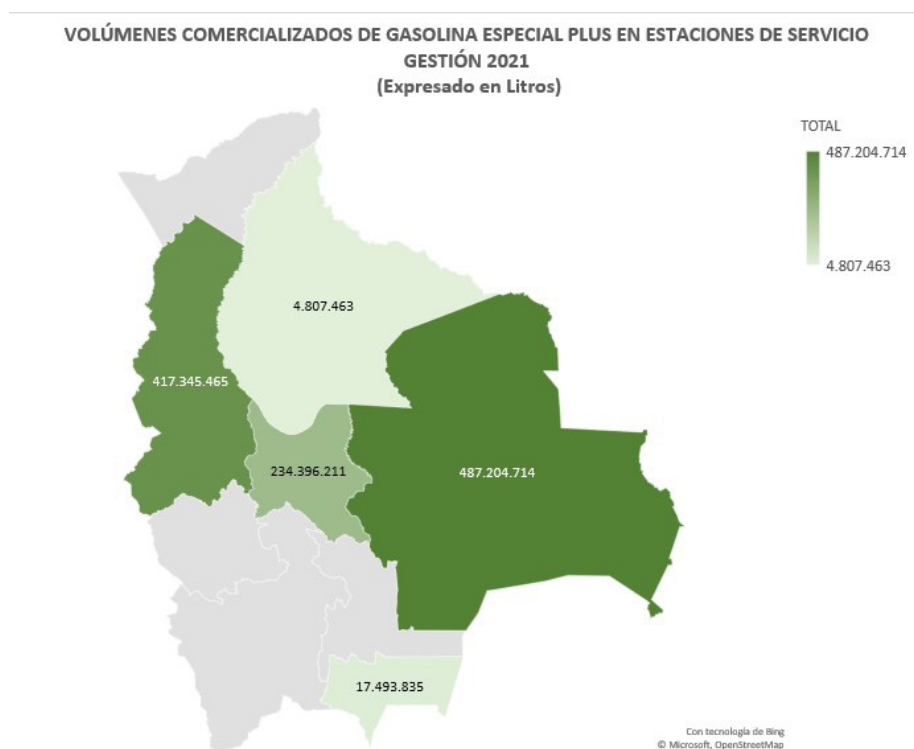 VOLÚMENES COMERCIALIZADOS DE GASOLINA ESPECIAL PLUS EN ESTACIONES DE SERVICIO
GESTIÓN 2021
(Expresado en Litros)
TOTAL
487.204.714
4.807.463
4.807.463
417.345.465
234.396.211
487.204.714
17.493.835
Con tecnología de Bing
© Microsoft, OpenStreetMap